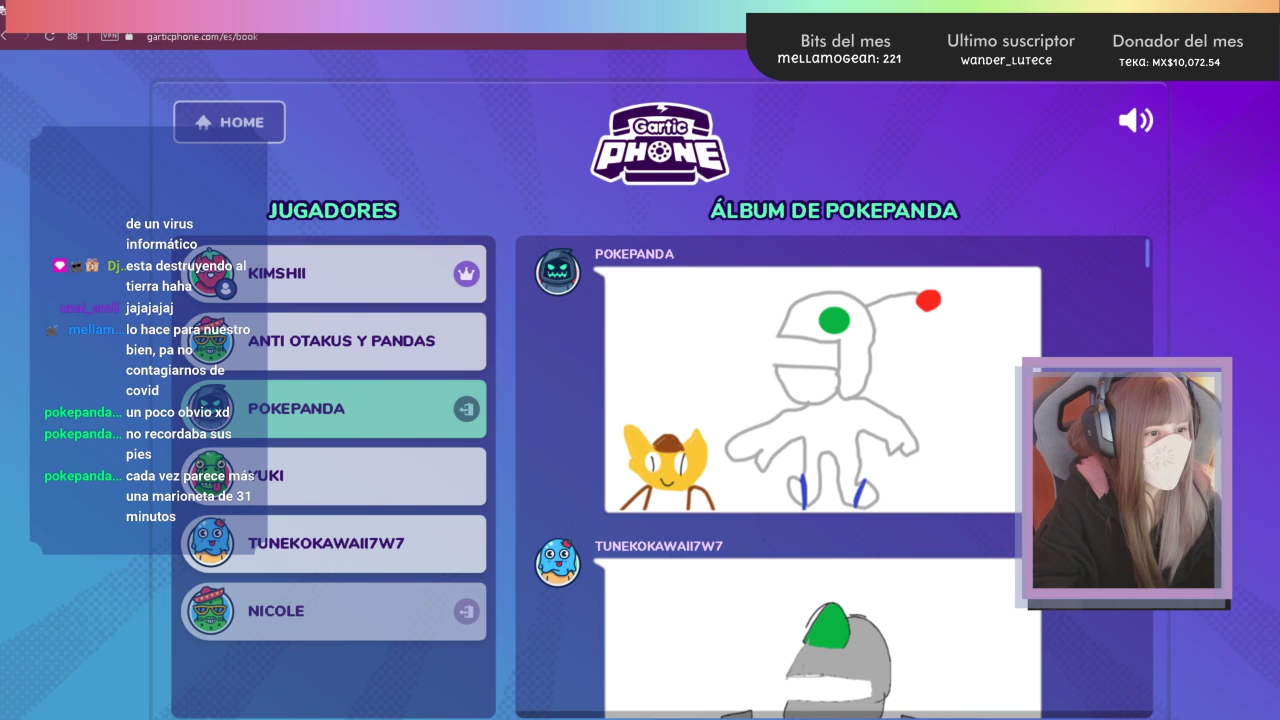 VPN
garticphone.com/es/book
Bits del mes
mellamogean: 221
Ultimo suscriptor
wander_lutece
Donador del mes
Teka: MX$10,072.54
HOME
Gartic
PHONE
JUGADORES
KIMSHII
ANTI OTAKUS Y PANDAS
POKEPANDA
YUKI
TUNEKOKAWAII7W7
NICOLE
ÁLBUM DE POKEPANDA
POKEPANDA
TUNEKOKAWAII7W7
de un virus
informático
Dj.. esta destruyendo al
tierra haha
jajajajaj
mellam... lo hace para nuestro
bien, pa no
contagiarnos de
covid
pokepanda... un poco obvio xd
pokepanda... no recordaba sus
pies
pokepanda... cada vez parece más
una marioneta de 31
minutos